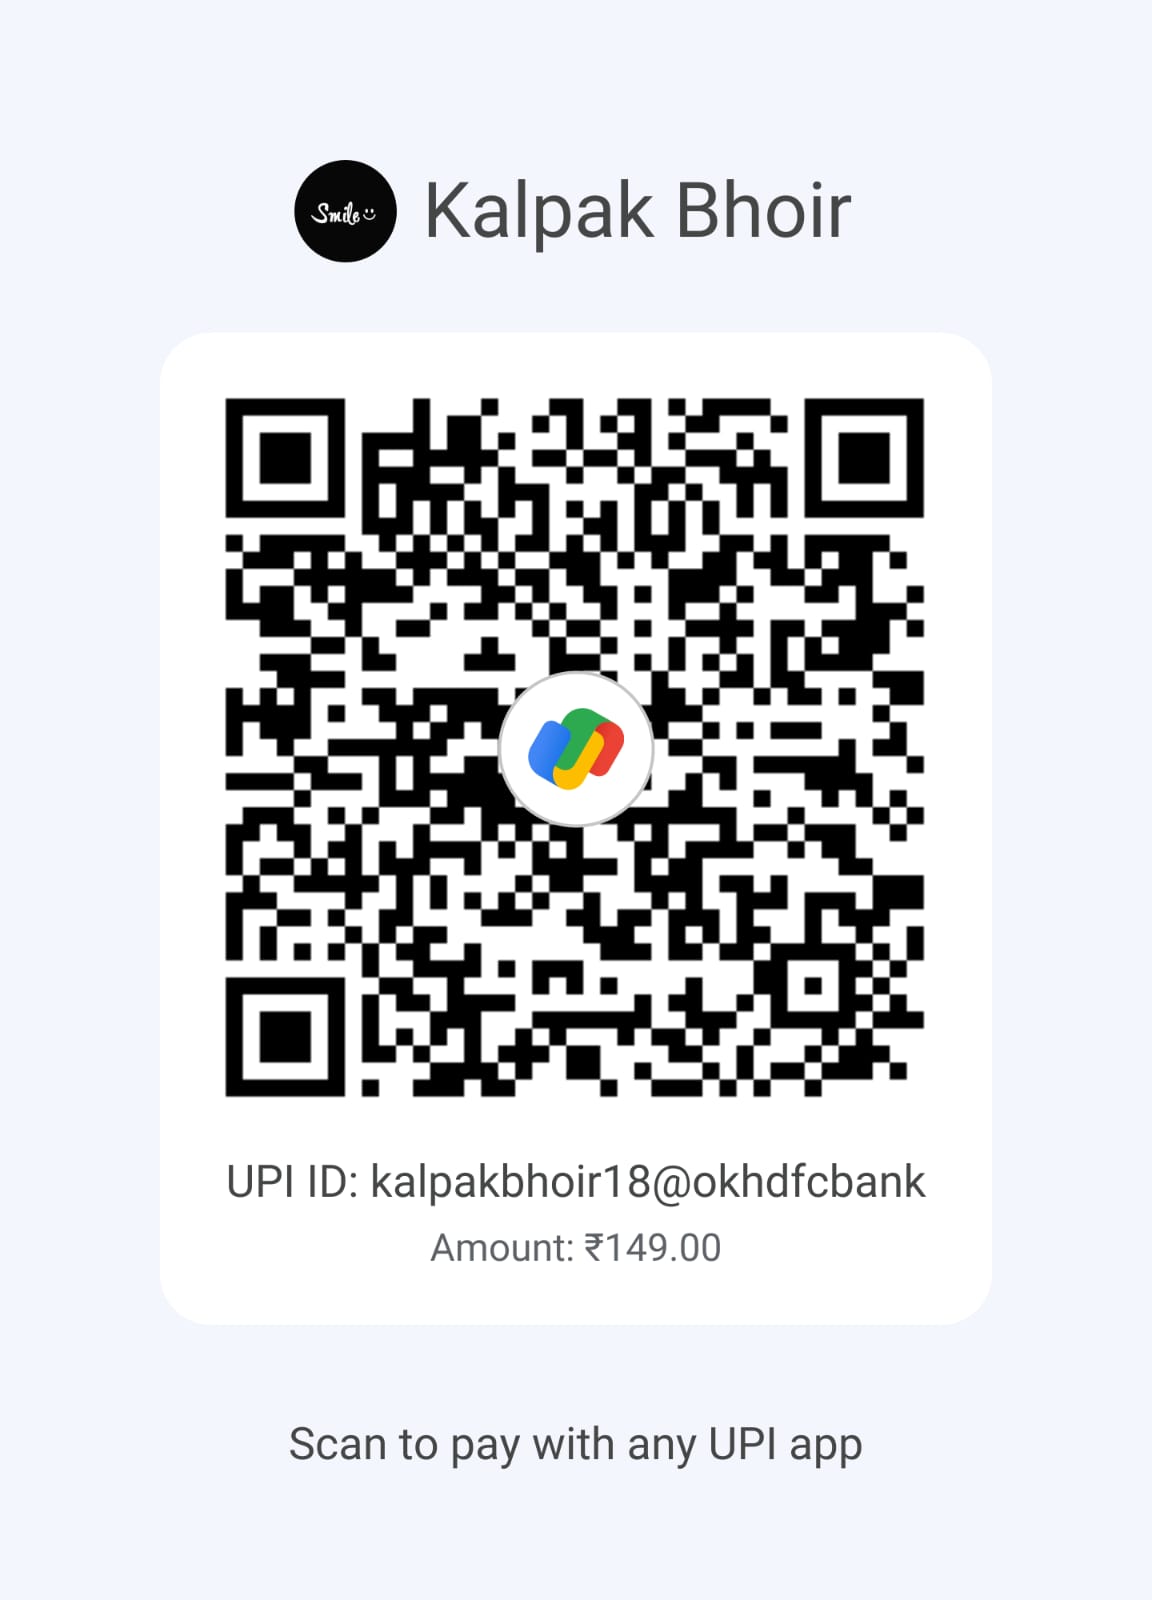 Smile
Kalpak Bhoir
UPI ID: kalpakbhoir18@okhdfcbank
Amount: ₹149.00
Scan to pay with any UPI app